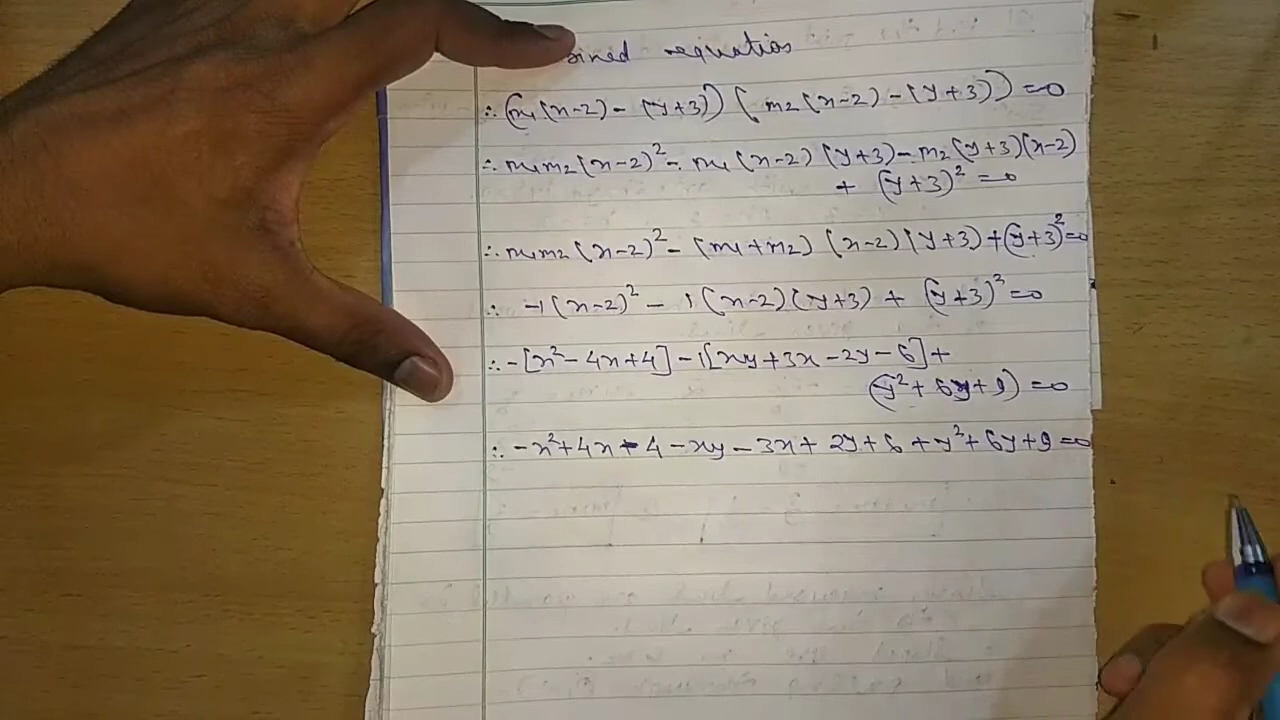 equation
∴ (m₁(x-2) - (y+3)) (m₂(x-2) - (y+3)) = 0
∴ m₁m₂(x-2)² - m₁(x-2)(y+3) - m₂(y+3)(x-2)
+ (y+3)² = 0
∴ m₁m₂(x-2)² - (m₁+m₂)(x-2)(y+3) + (y+3)² = 0
∴ -1(x-2)² - 1(x-2)(y+3) + (y+3)² = 0
∴ -[x² - 4x + 4] - 1[xy + 3x - 2y - 6] +
(y² + 6y + 9) = 0
∴ -x² + 4x - 4 - xy - 3x + 2y + 6 + y² + 6y + 9 = 0